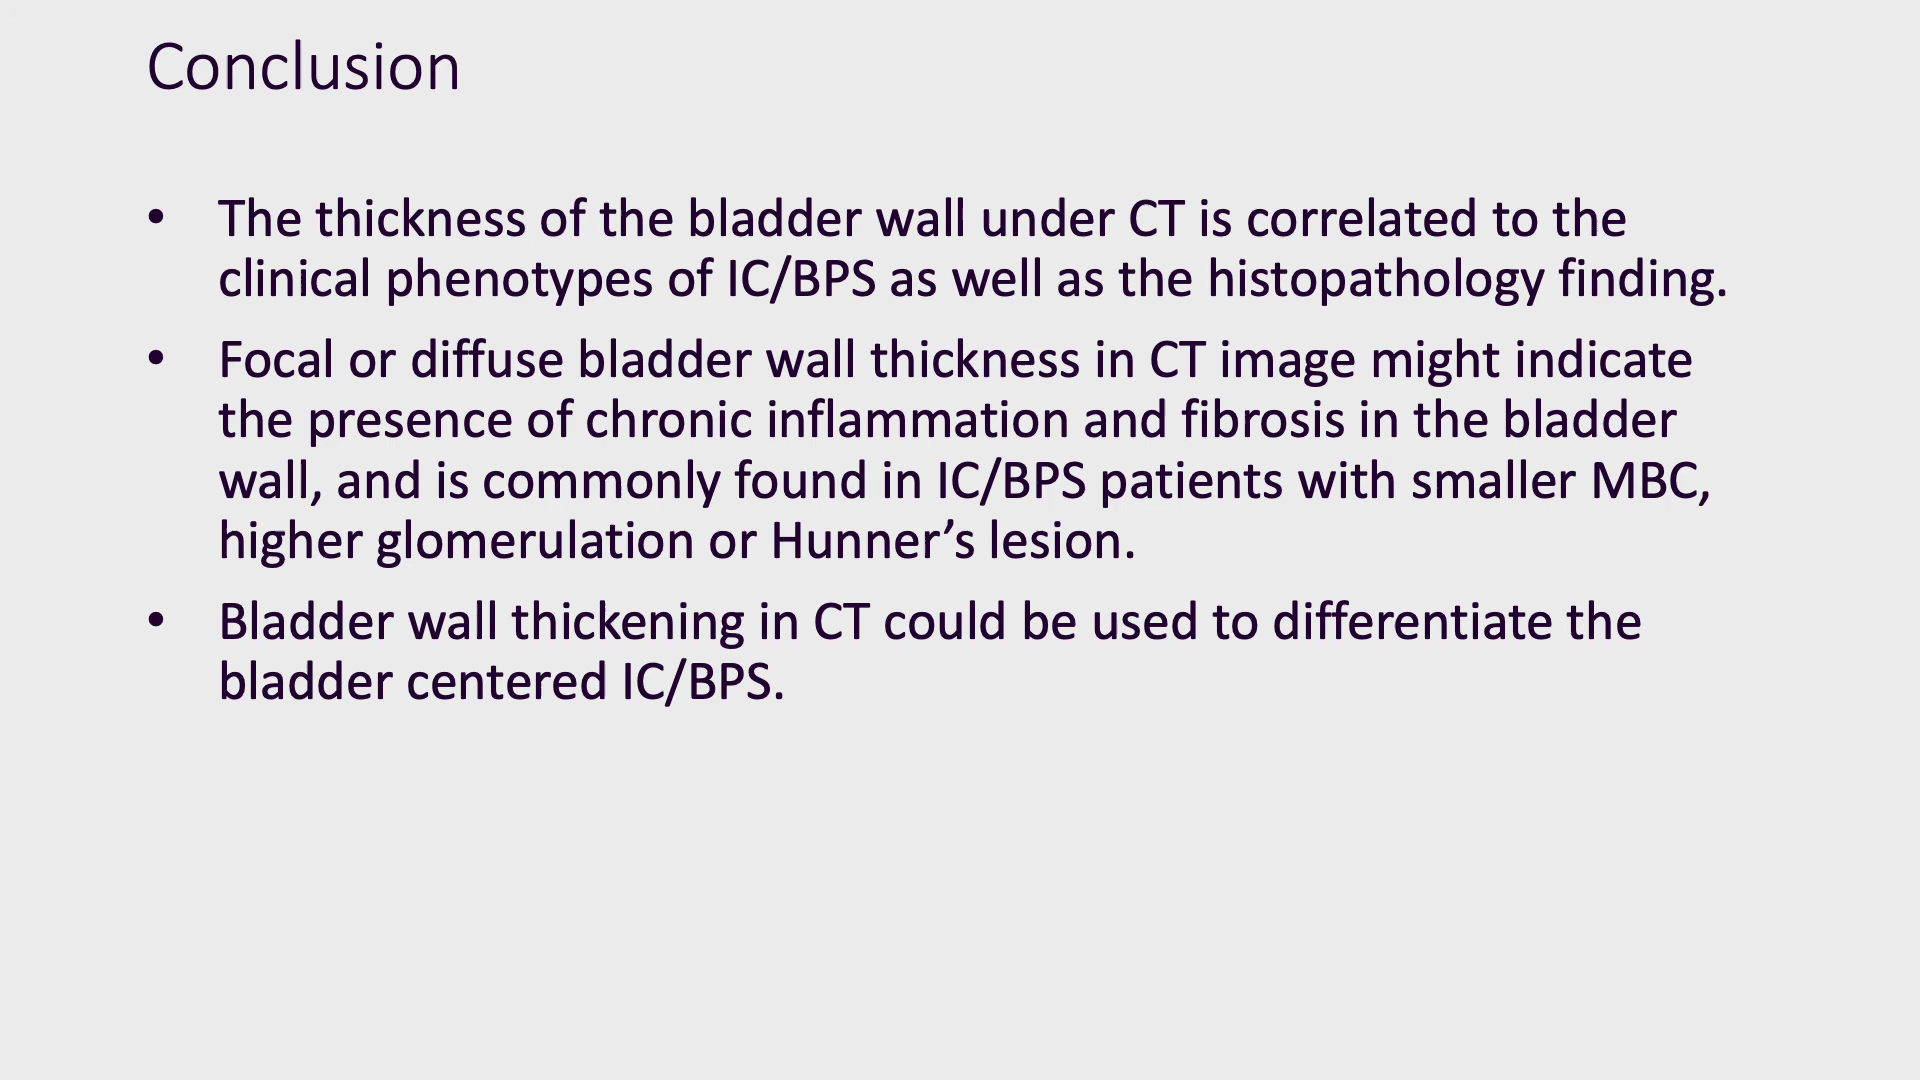 Conclusion
• The thickness of the bladder wall under CT is correlated to the
clinical phenotypes of IC/BPS as well as the histopathology finding.
• Focal or diffuse bladder wall thickness in CT image might indicate
the presence of chronic inflammation and fibrosis in the bladder
wall, and is commonly found in IC/BPS patients with smaller MBC,
higher glomerulation or Hunner’s lesion.
• Bladder wall thickening in CT could be used to differentiate the
bladder centered IC/BPS.